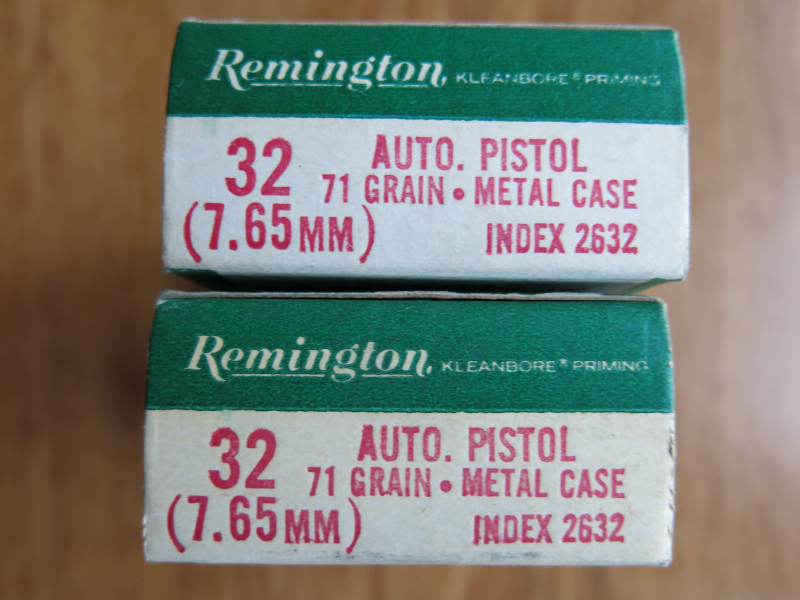 Remington, KLEANBORE® PRIMING
32 AUTO. PISTOL
71 GRAIN • METAL CASE
(7.65MM) INDEX 2632
Remington, KLEANBORE® PRIMING
32 AUTO. PISTOL
71 GRAIN • METAL CASE
(7.65MM) INDEX 2632